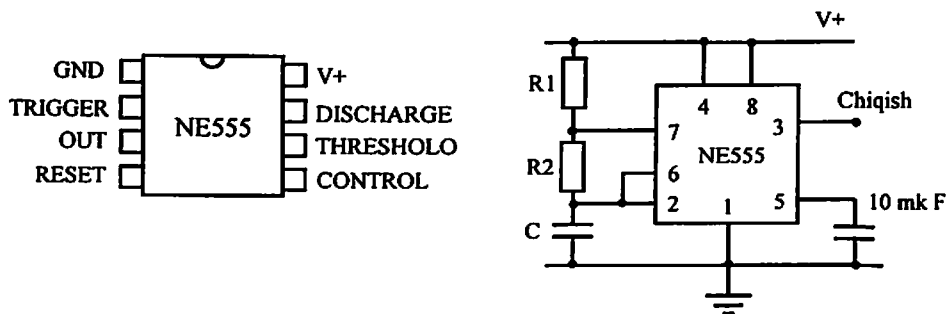 GND
TRIGGER
OUT
RESET
NE555
V+
DISCHARGE
THRESHOLO
CONTROL
V+
R1
R2
C
4
8
7
3
NE555
6
2
1
5
Chiqish
10 mk F